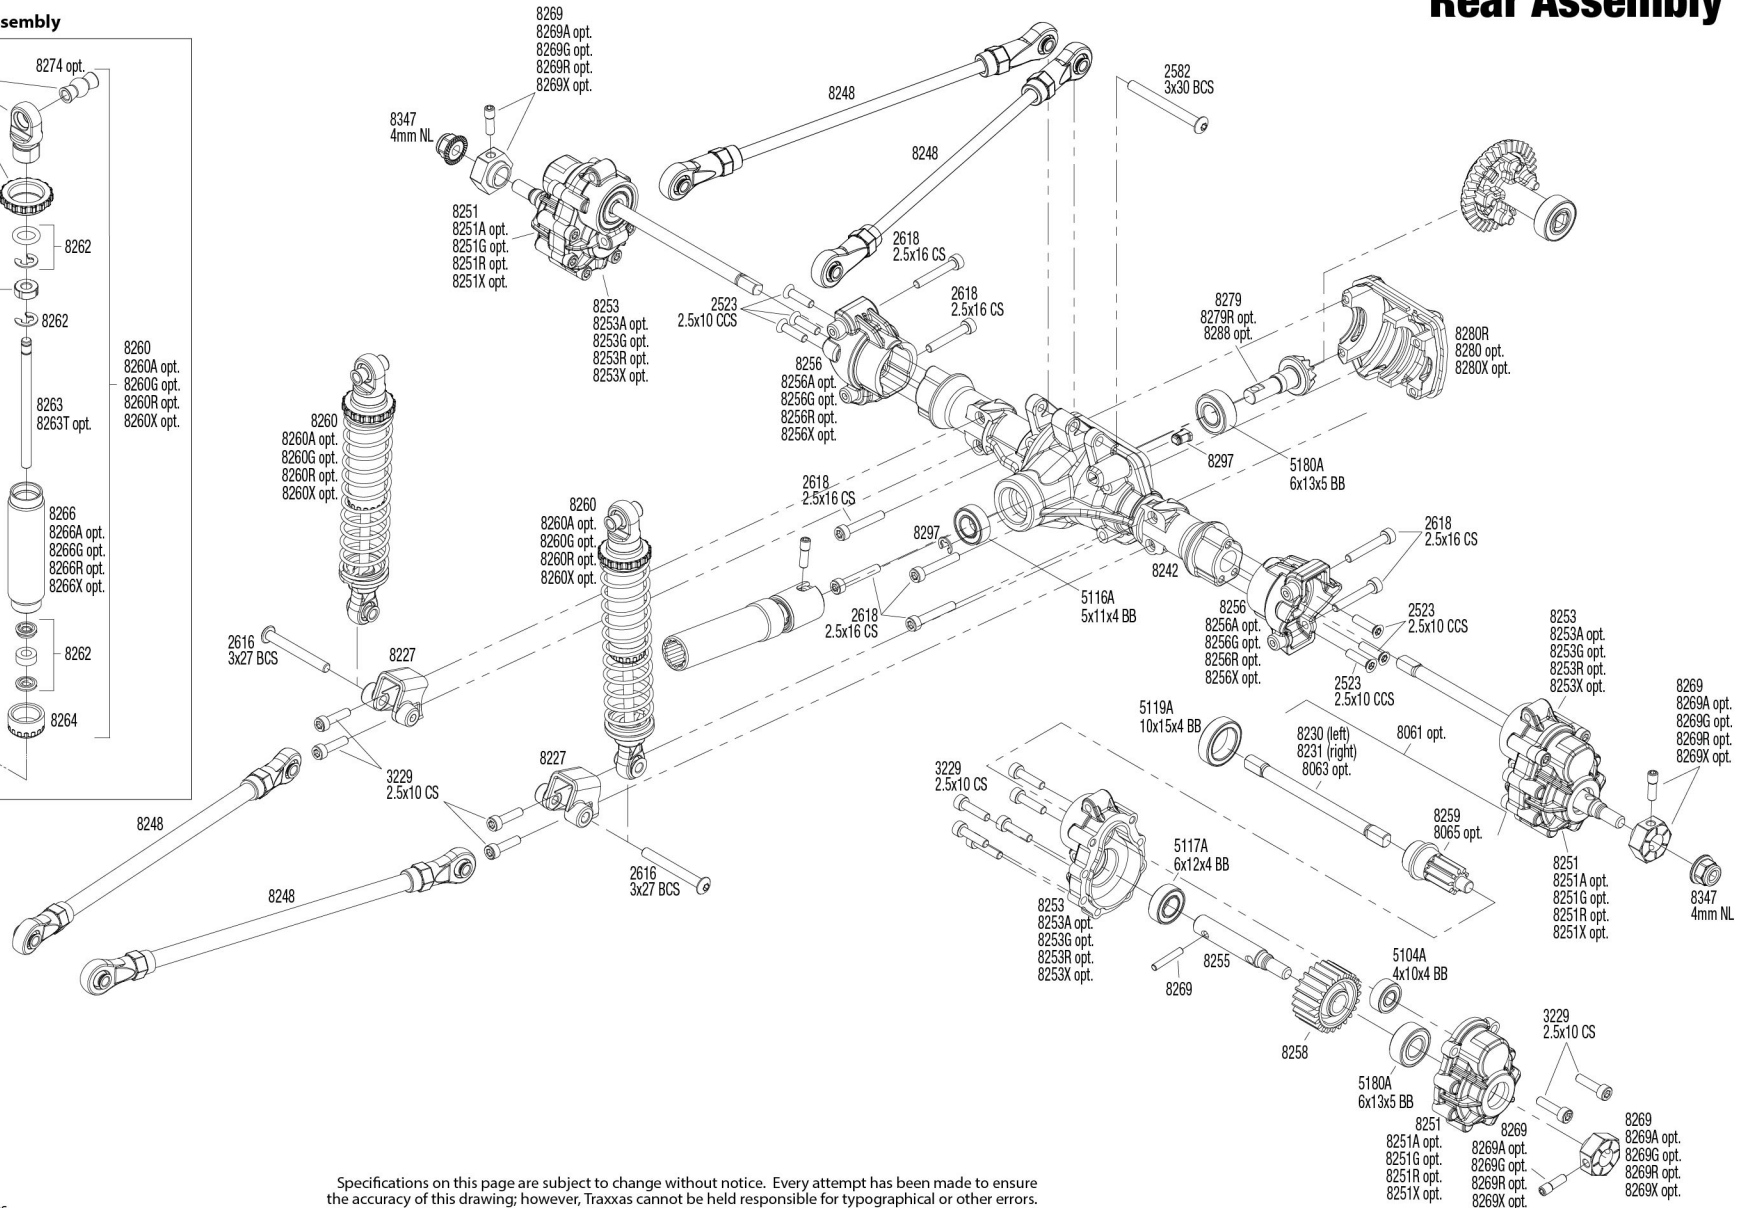 sembly
Rear Assembly
8274 opt.
8262
8262
8263
8263T opt.
8260
8260A opt.
8260G opt.
8260R opt.
8260X opt.
8266
8266A opt.
8266G opt.
8266R opt.
8266X opt.
8262
8264
8269
8269A opt.
8269G opt.
8269R opt.
8269X opt.
8347
4mm NL
8251
8251A opt.
8251G opt.
8251R opt.
8251X opt.
8253
8253A opt.
8253G opt.
8253R opt.
8253X opt.
8248
8248
2582
3x30 BCS
2618
2.5x16 CS
2618
2.5x16 CS
2523
2.5x10 CCS
8256
8256A opt.
8256G opt.
8256R opt.
8256X opt.
8279
8279R opt.
8288 opt.
8280R
8280 opt.
8280X opt.
8297
5180A
6x13x5 BB
8260
8260A opt.
8260G opt.
8260R opt.
8260X opt.
8260
8260A opt.
8260G opt.
8260R opt.
8260X opt.
2618
2.5x16 CS
8297
2618
2.5x16 CS
5116A
5x11x4 BB
8242
2618
2.5x16 CS
2523
2.5x10 CCS
2523
2.5x10 CCS
8256
8256A opt.
8256G opt.
8256R opt.
8256X opt.
8253
8253A opt.
8253G opt.
8253R opt.
8253X opt.
8269
8269A opt.
8269G opt.
8269R opt.
8269X opt.
2616
3x27 BCS
8227
8227
3229
2.5x10 CS
8248
8248
2616
3x27 BCS
5119A
10x15x4 BB
8230 (left)
8231 (right)
8063 opt.
8061 opt.
8259
8065 opt.
3229
2.5x10 CS
5117A
6x12x4 BB
8253
8253A opt.
8253G opt.
8253R opt.
8253X opt.
8255
8269
8258
5104A
4x10x4 BB
5180A
6x13x5 BB
8251
8251A opt.
8251G opt.
8251R opt.
8251X opt.
8347
4mm NL
3229
2.5x10 CS
8251
8251A opt.
8251G opt.
8251R opt.
8251X opt.
8269
8269A opt.
8269G opt.
8269R opt.
8269X opt.
8269
8269A opt.
8269G opt.
8269R opt.
8269X opt.
Specifications on this page are subject to change without notice. Every attempt has been made to ensure
the accuracy of this drawing; however, Traxxas cannot be held responsible for typographical or other errors.